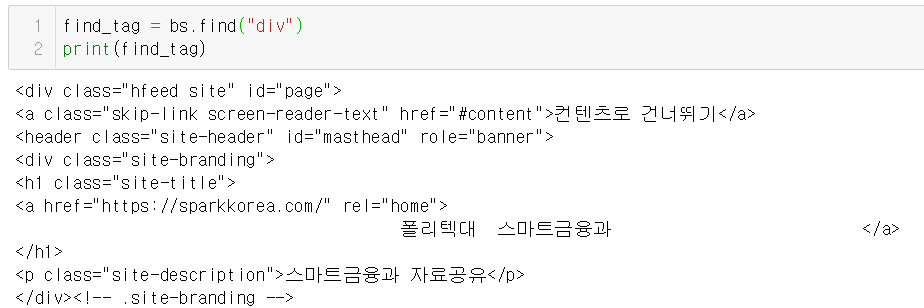 1 find_tag = bs.find("div")
2 print(find_tag)
<div class="hfeed site" id="page">
<a class="skip-link screen-reader-text" href="#content">컨텐츠로 건너뛰기</a>
<header class="site-header" id="masthead" role="banner">
<div class="site-branding">
<h1 class="site-title">
<a href="https://sparkkorea.com/" rel="home">
폴리텍대 스마트금융과 </a>
</h1>
<p class="site-description">스마트금융과 자료공유</p>
</div><!-- .site-branding -->